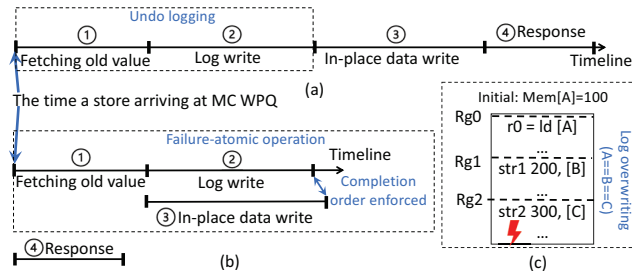 Undo logging
① ② ③ ④ Response
Fetching old value Log write In-place data write Timeline
The time a store arriving at MC WPQ
(a)
Failure-atomic operation
① ② Timeline
Fetching old value Log write
Completion
order enforced
③ In-place data write
④ Response
(b)
Initial: Mem[A]=100
Rg0
r0 = ld [A]
...
Rg1
str1 200, [B]
...
Rg2
str2 300, [C]
...
Log overwriting
(A==B==C)
(c)